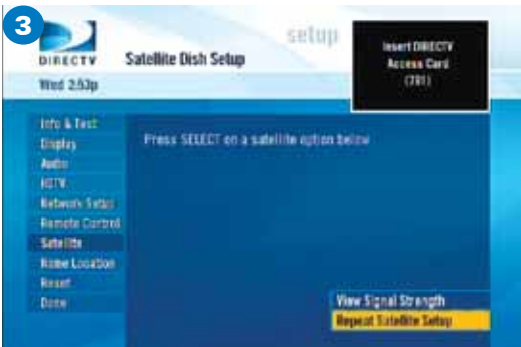 3
setup
DIRECTV
Satellite Dish Setup
Insert DIRECTV
Access Card
(701)
Wed 2:53p
Info & Test
Display
Audio
HDTV
Network Setup
Remote Control
Satellite
Name Location
Reset
Done
Press SELECT on a satellite option below
View Signal Strength
Repeat Satellite Setup